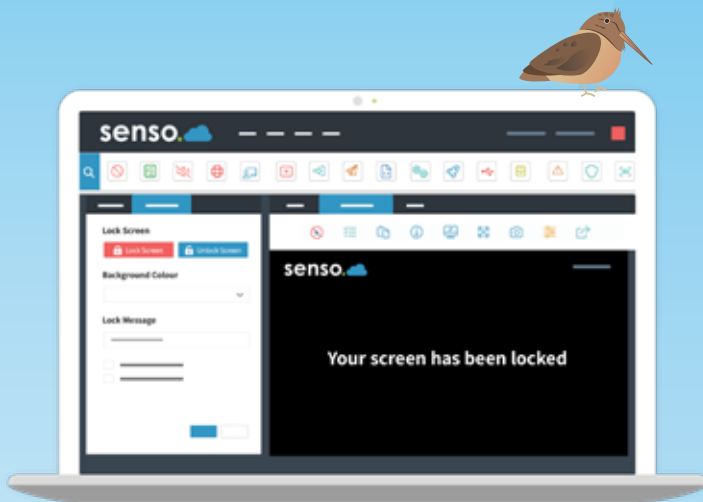 senso.
Lock Screen
Lock Screen
Unlock Screen
Background Colour
Lock Message
senso.
Your screen has been locked